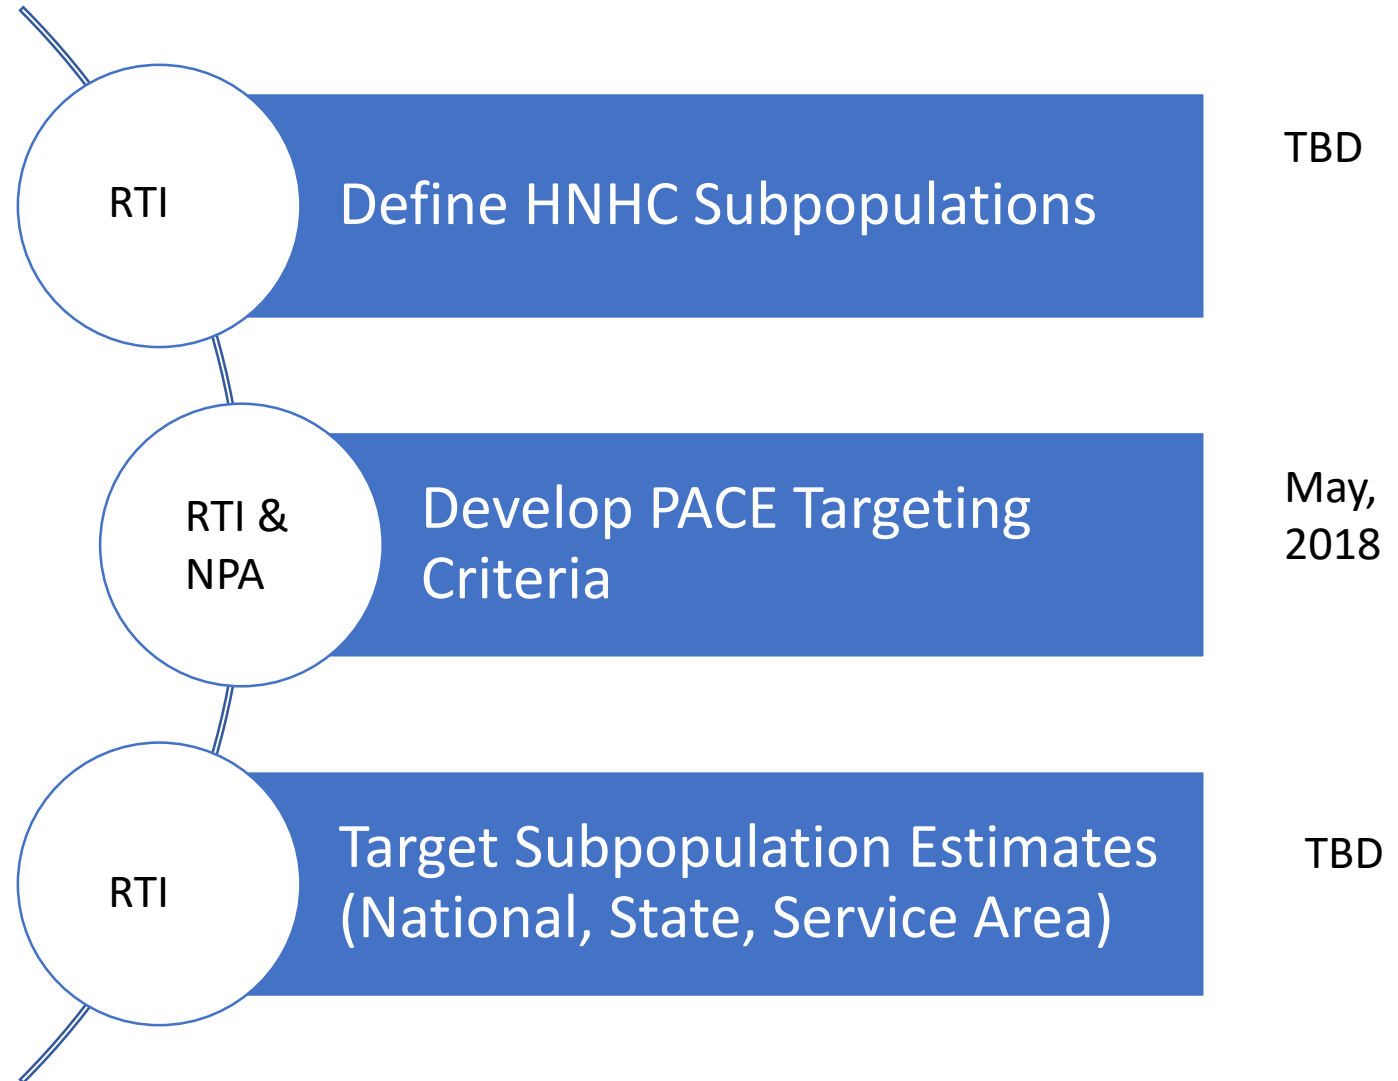 RTI
Define HNHC Subpopulations
TBD
RTI &
NPA
Develop PACE Targeting
Criteria
May,
2018
RTI
Target Subpopulation Estimates
(National, State, Service Area)
TBD